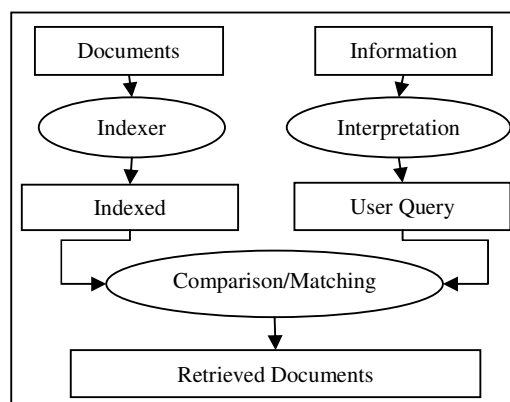 Documents
Information
Indexer
Interpretation
Indexed
User Query
Comparison/Matching
Retrieved Documents